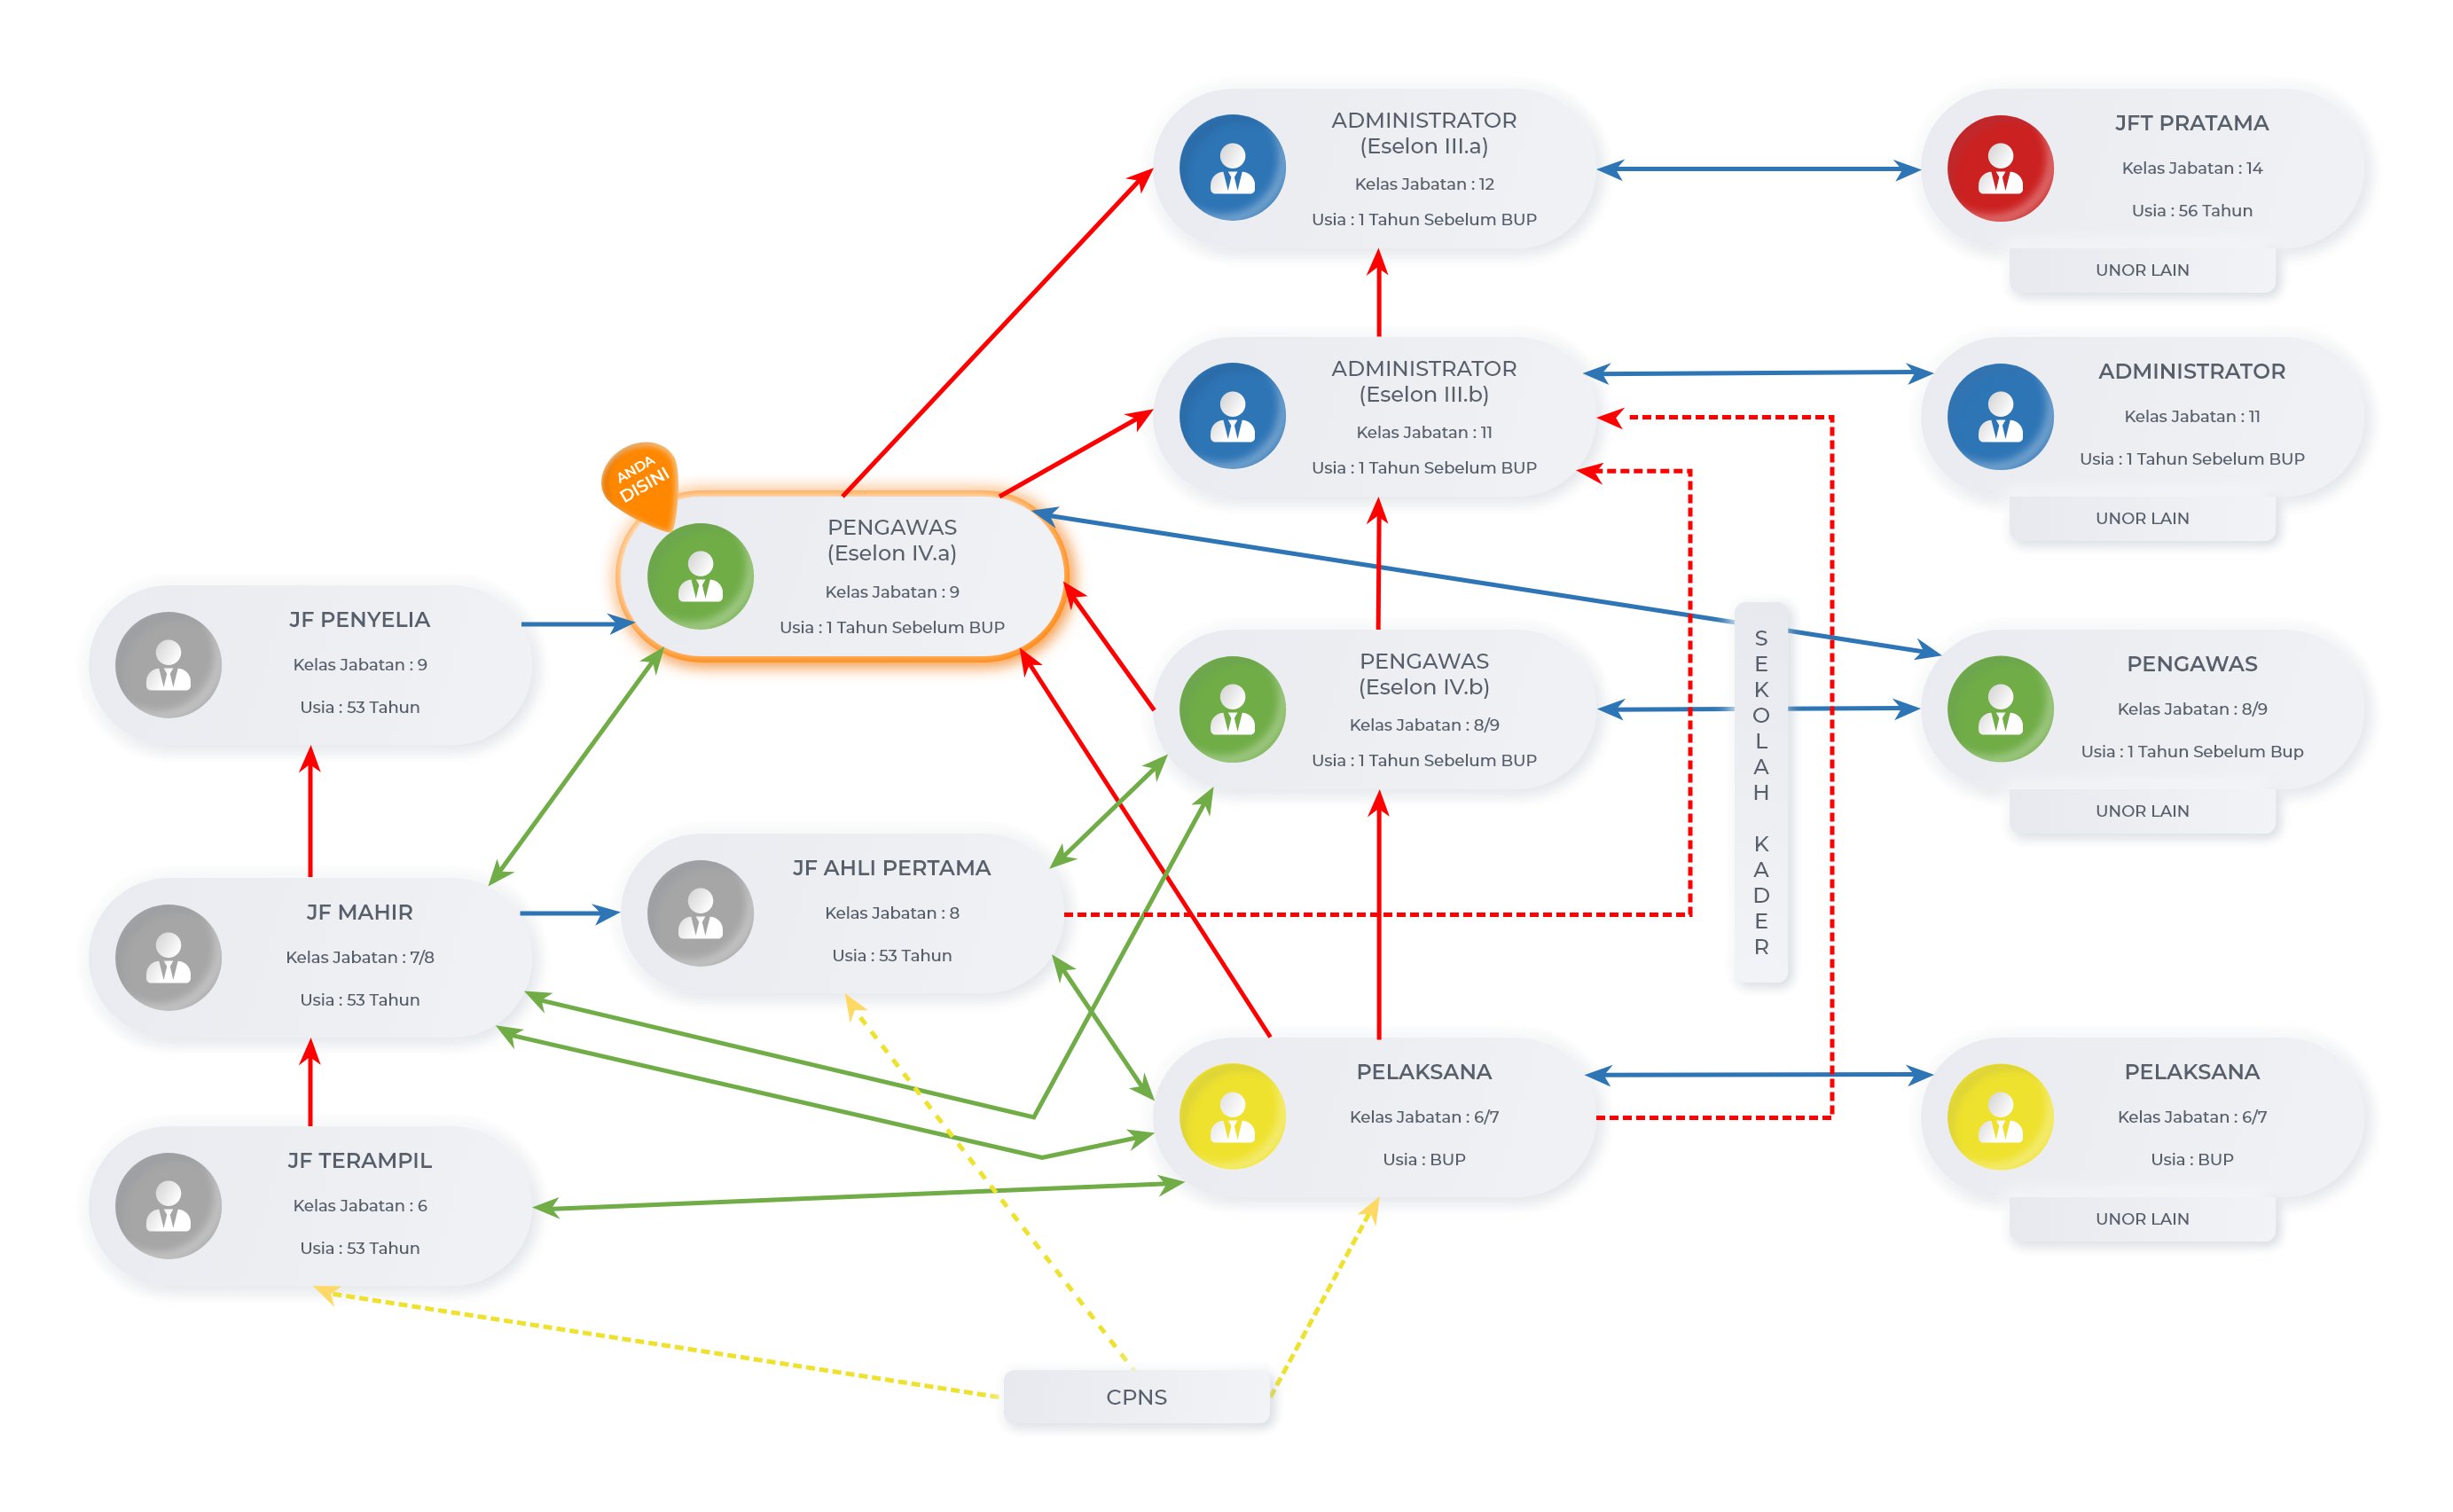 ADMINISTRATOR
(Eselon III.a)
Kelas Jabatan : 12
Usia : 1 Tahun Sebelum BUP
JFT PRATAMA
Kelas Jabatan : 14
Usia : 56 Tahun
UNOR LAIN
ADMINISTRATOR
(Eselon III.b)
Kelas Jabatan : 11
Usia : 1 Tahun Sebelum BUP
ADMINISTRATOR
Kelas Jabatan : 11
Usia : 1 Tahun Sebelum BUP
UNOR LAIN
ANDA
DISINI
PENGAWAS
(Eselon IV.a)
Kelas Jabatan : 9
Usia : 1 Tahun Sebelum BUP
JF PENYELIA
Kelas Jabatan : 9
Usia : 53 Tahun
PENGAWAS
(Eselon IV.b)
Kelas Jabatan : 8/9
Usia : 1 Tahun Sebelum BUP
SEKOLAH KADER
PENGAWAS
Kelas Jabatan : 8/9
Usia : 1 Tahun Sebelum Bup
UNOR LAIN
JF MAHIR
Kelas Jabatan : 7/8
Usia : 53 Tahun
JF AHLI PERTAMA
Kelas Jabatan : 8
Usia : 53 Tahun
PELAKSANA
Kelas Jabatan : 6/7
Usia : BUP
PELAKSANA
Kelas Jabatan : 6/7
Usia : BUP
UNOR LAIN
JF TERAMPIL
Kelas Jabatan : 6
Usia : 53 Tahun
CPNS